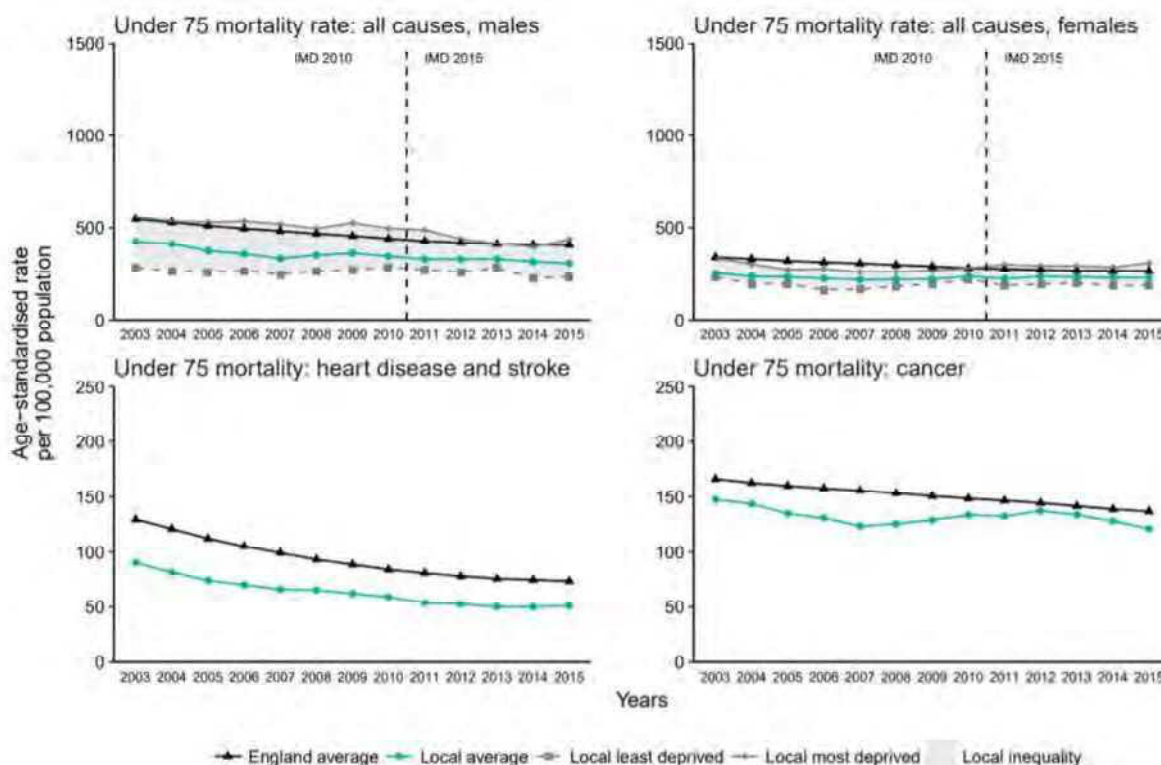 Under 75 mortality rate: all causes, males
1500
1000
500
0
IMD 2010
IMD 2015
2003 2004 2005 2006 2007 2008 2009 2010 2011 2012 2013 2014 2015
Under 75 mortality rate: all causes, females
1500
1000
500
0
IMD 2010
IMD 2015
2003 2004 2005 2006 2007 2008 2009 2010 2011 2012 2013 2014 2015
Age-standardised rate
per 100,000 population
Under 75 mortality: heart disease and stroke
250
200
150
100
50
0
2003 2004 2005 2006 2007 2008 2009 2010 2011 2012 2013 2014 2015
Under 75 mortality: cancer
250
200
150
100
50
0
2003 2004 2005 2006 2007 2008 2009 2010 2011 2012 2013 2014 2015
Years
England average Local average Local least deprived Local most deprived Local inequality